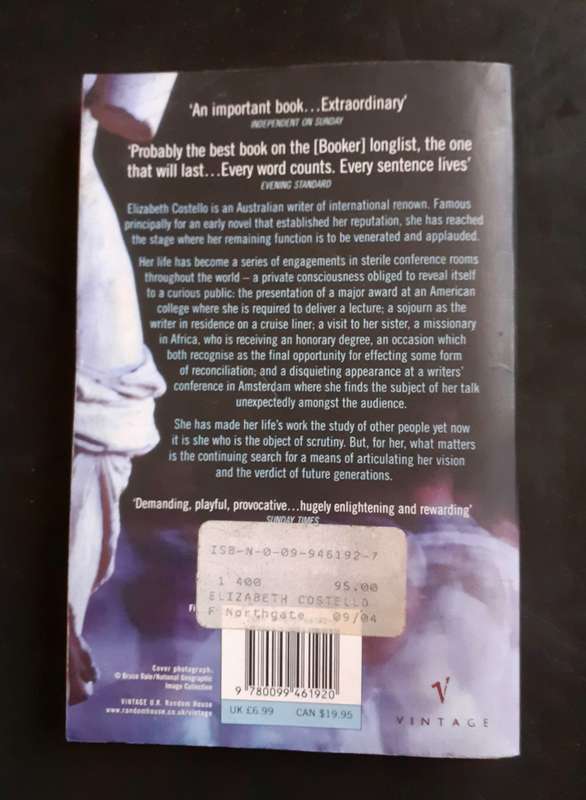 'An important book...Extraordinary'
INDEPENDENT ON SUNDAY
'Probably the best book on the [Booker] longlist, the one
that will last...Every word counts. Every sentence lives'
EVENING STANDARD
Elizabeth Costello is an Australian writer of international renown. Famous
principally for an early novel that established her reputation, she has reached
the stage where her remaining function is to be venerated and applauded.
Her life has become a series of engagements in sterile conference rooms
throughout the world – a private consciousness obliged to reveal itself
to a curious public: the presentation of a major award at an American
college where she is required to deliver a lecture; a sojourn as the
writer in residence on a cruise liner; a visit to her sister, a missionary
in Africa, who is receiving an honorary degree, an occasion which
both recognise as the final opportunity for effecting some form
of reconciliation; and a disquieting appearance at a writers'
conference in Amsterdam where she finds the subject of her talk
unexpectedly amongst the audience.
She has made her life's work the study of other people yet now
it is she who is the object of scrutiny. But, for her, what matters
is the continuing search for a means of articulating her vision
and the verdict of future generations.
'Demanding, playful, provocative...hugely enlightening and rewarding'
SUNDAY TIMES
ISB-N-0-09-946192-7
1 400 95.00
ELIZABETH COSTELLO
F Northgate 09/04
Cover photograph:
© Bruce Dale/National Geographic
Image Collection
VINTAGE U.K. Random House
www.randomhouse.co.uk/vintage
9 780099 461920
UK £6.99 CAN $19.95
VINTAGE